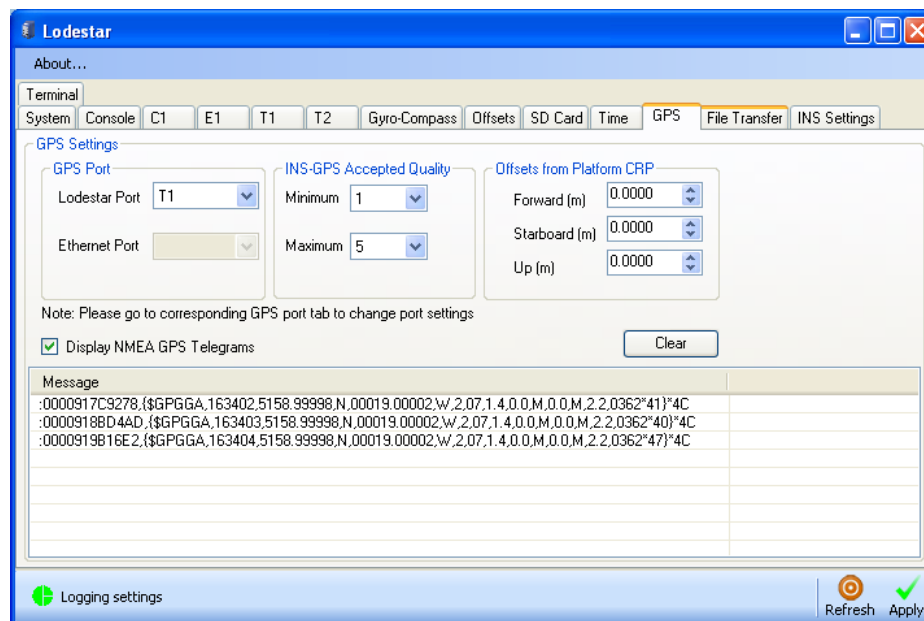 Lodestar
About...
Terminal
System Console C1 E1 T1 T2 Gyro-Compass Offsets SD Card Time GPS File Transfer INS Settings
GPS Settings
GPS Port INS-GPS Accepted Quality Offsets from Platform CRP
Lodestar Port T1 Minimum 1 Forward (m) 0.0000
Ethernet Port Maximum 5 Starboard (m) 0.0000
Up (m) 0.0000
Note: Please go to corresponding GPS port tab to change port settings
Display NMEA GPS Telegrams Clear
Message
:0000917C9278,{$GPGGA,163402,5158.99998,N,00019.00002,W,2,07,1.4,0.0,M,0.0,M,2.2,0362*41}*4C
:0000918BD4AD,{$GPGGA,163403,5158.99998,N,00019.00002,W,2,07,1.4,0.0,M,0.0,M,2.2,0362*40}*4C
:0000919B16E2,{$GPGGA,163404,5158.99998,N,00019.00002,W,2,07,1.4,0.0,M,0.0,M,2.2,0362*47}*4C
Logging settings
Refresh Apply